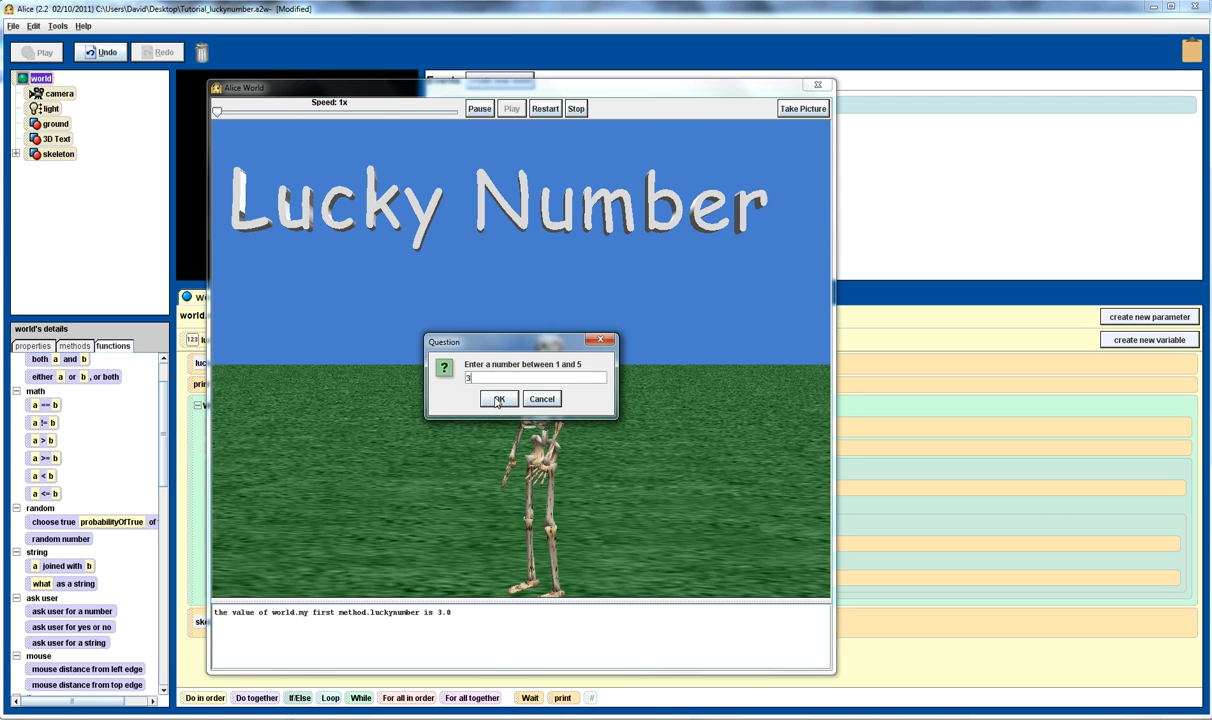 Alice (2.2 02/10/2011) C:\Users\David\Desktop\Tutorial_luckynumber.a2w- [Modified]
File Edit Tools Help
Play Undo Redo
world
camera
light
ground
3D Text
skeleton
Alice World
Speed: 1x
Pause Play Restart Stop Take Picture
Lucky Number
Question
Enter a number between 1 and 5
3
OK Cancel
the value of world.my first method.luckynumber is 3.0
create new parameter
create new variable
world's details
properties methods functions
both a and b
either a or b , or both
math
a == b
a != b
a > b
a >= b
a < b
a <= b
random
choose true probabilityOfTrue of
random number
string
a joined with b
what as a string
ask user
ask user for a number
ask user for yes or no
ask user for a string
mouse
mouse distance from left edge
mouse distance from top edge
world.
123
Do in order Do together If/Else Loop While For all in order For all together Wait print //